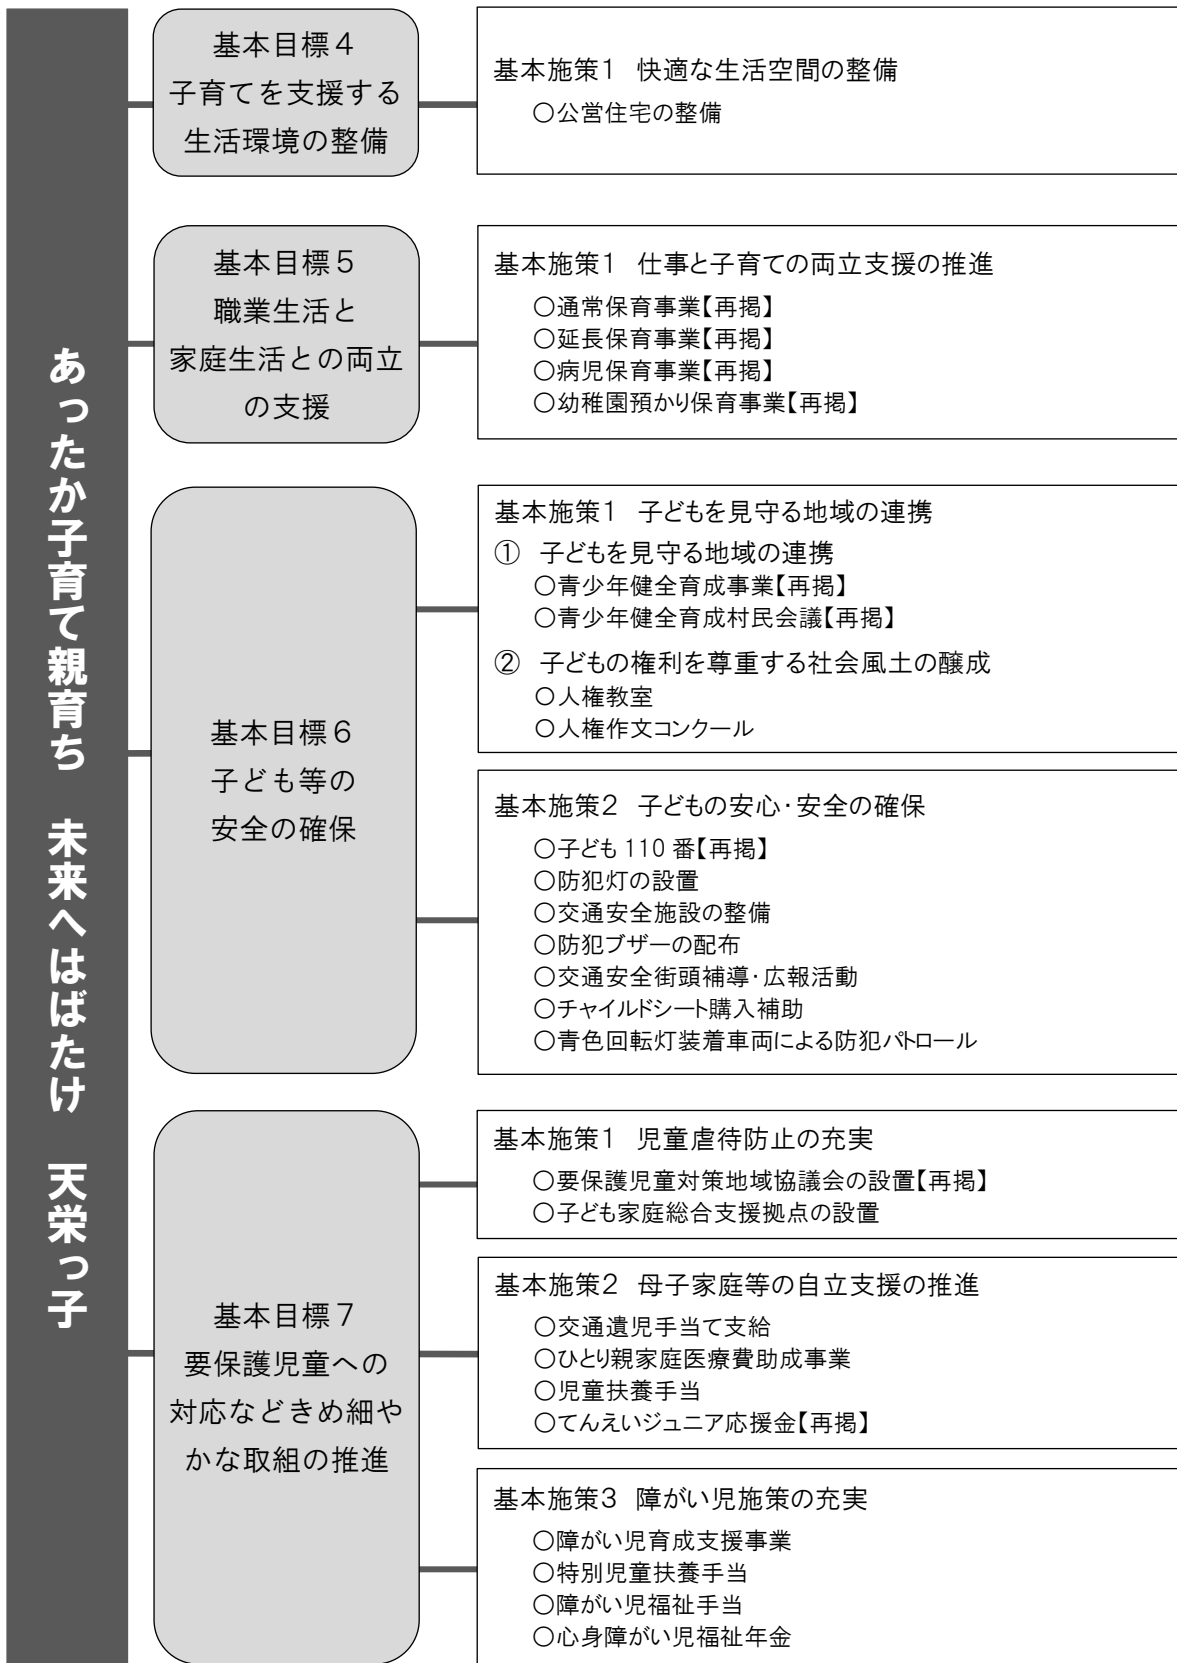 あったか子育て親育ち　未来へはばたけ　天栄っ子
基本目標４
子育てを支援する
生活環境の整備
基本施策1　快適な生活空間の整備
○公営住宅の整備
基本目標５
職業生活と
家庭生活との両立
の支援
基本施策1　仕事と子育ての両立支援の推進
○通常保育事業【再掲】
○延長保育事業【再掲】
○病児保育事業【再掲】
○幼稚園預かり保育事業【再掲】
基本目標６
子ども等の
安全の確保
基本施策1　子どもを見守る地域の連携
①　子どもを見守る地域の連携
○青少年健全育成事業【再掲】
○青少年健全育成村民会議【再掲】
②　子どもの権利を尊重する社会風土の醸成
○人権教室
○人権作文コンクール
基本施策2　子どもの安心・安全の確保
○子ども 110 番【再掲】
○防犯灯の設置
○交通安全施設の整備
○防犯ブザーの配布
○交通安全街頭補導・広報活動
○チャイルドシート購入補助
○青色回転灯装着車両による防犯パトロール
基本目標７
要保護児童への
対応などきめ細や
かな取組の推進
基本施策1　児童虐待防止の充実
○要保護児童対策地域協議会の設置【再掲】
○子ども家庭総合支援拠点の設置
基本施策2　母子家庭等の自立支援の推進
○交通遺児手当て支給
○ひとり親家庭医療費助成事業
○児童扶養手当
○てんえいジュニア応援金【再掲】
基本施策3　障がい児施策の充実
○障がい児育成支援事業
○特別児童扶養手当
○障がい児福祉手当
○心身障がい児福祉年金